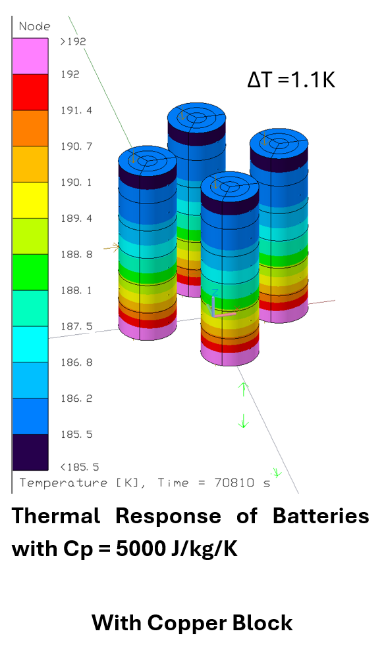 Node
>192
192
191.4
190.7
190.1
189.4
188.8
188.1
187.5
186.8
186.2
185.5
<185.5
ΔT =1.1K
Temperature [K], Time = 70810 s
Thermal Response of Batteries
with Cp = 5000 J/kg/K
With Copper Block